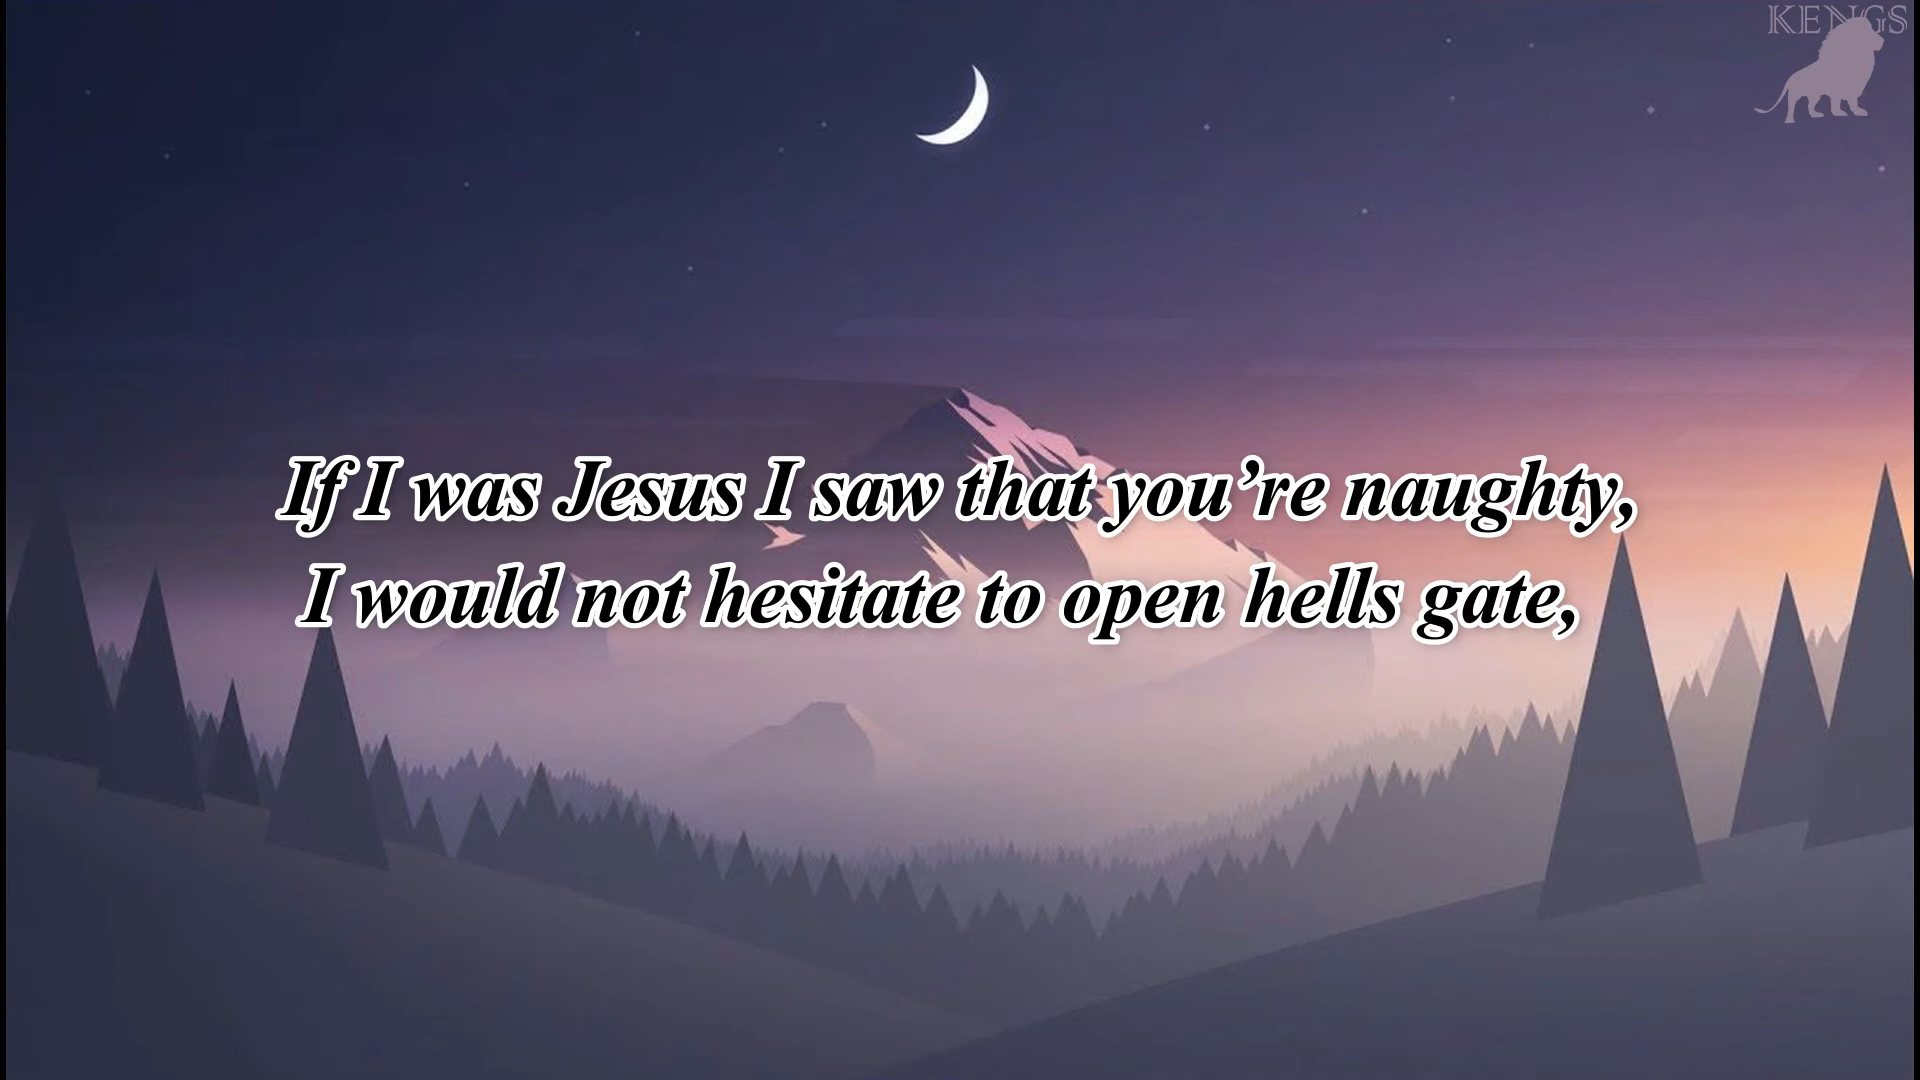 KENGS
If I was Jesus I saw that you’re naughty,
I would not hesitate to open hells gate,